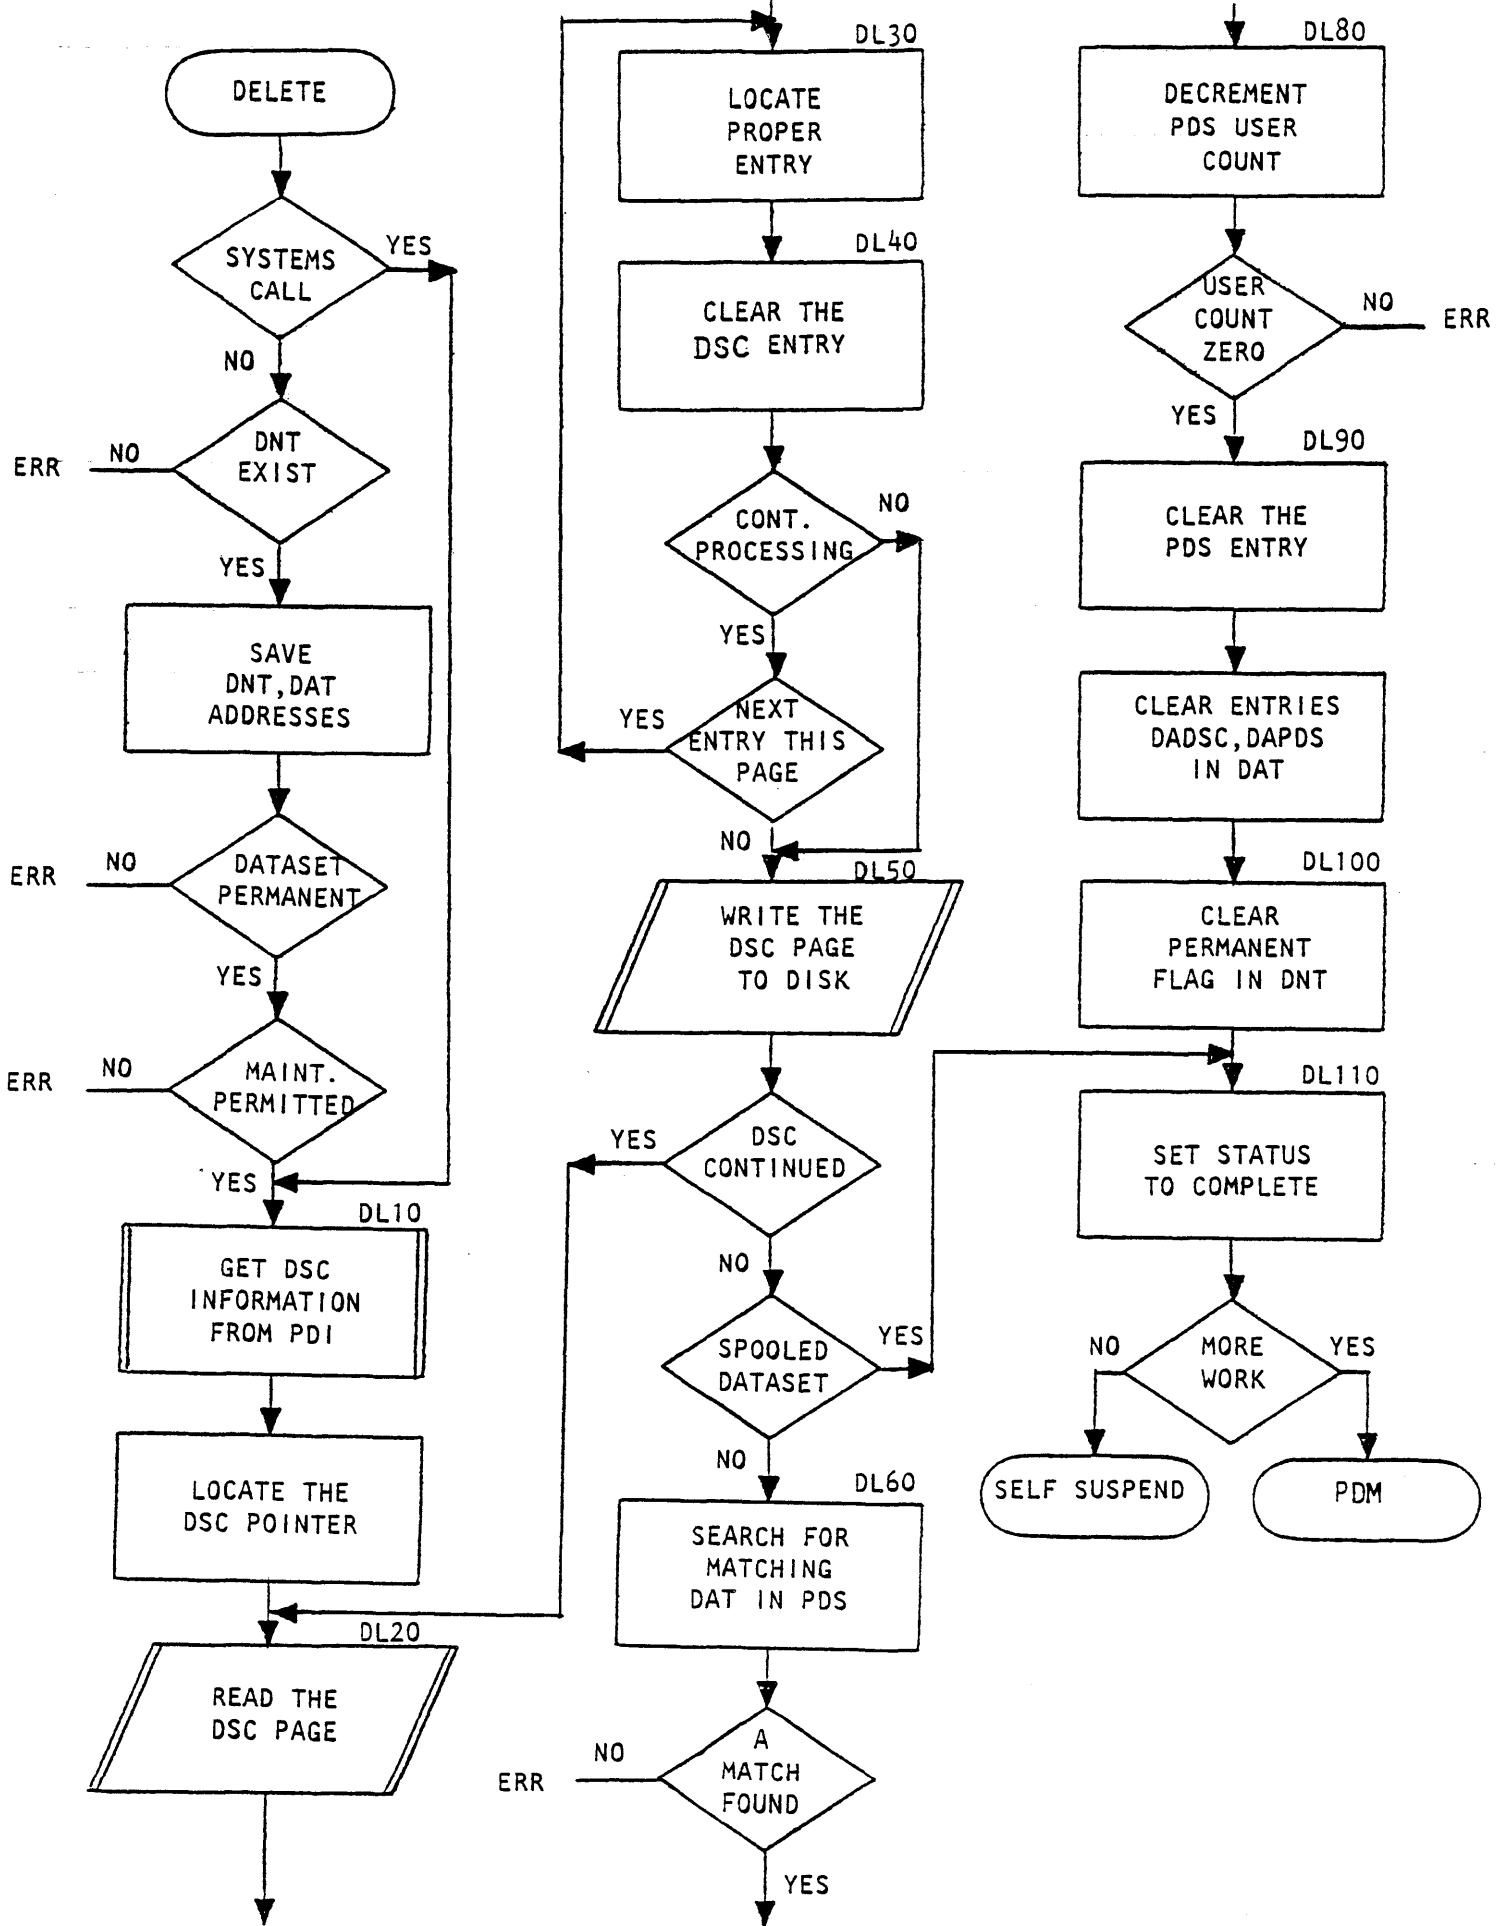 DELETE
SYSTEMS
CALL
YES
NO
DNT
EXIST
NO
ERR
YES
SAVE
DNT,DAT
ADDRESSES
DATASET
PERMANENT
NO
ERR
YES
MAINT.
PERMITTED
NO
ERR
YES
DL10
GET DSC
INFORMATION
FROM PDI
LOCATE THE
DSC POINTER
DL20
READ THE
DSC PAGE
DL30
LOCATE
PROPER
ENTRY
DL40
CLEAR THE
DSC ENTRY
CONT.
PROCESSING
NO
YES
NEXT
ENTRY THIS
PAGE
YES
NO
DL50
WRITE THE
DSC PAGE
TO DISK
DSC
CONTINUED
YES
NO
SPOOLED
DATASET
YES
NO
DL60
SEARCH FOR
MATCHING
DAT IN PDS
A
MATCH
FOUND
NO
ERR
YES
DL80
DECREMENT
PDS USER
COUNT
USER
COUNT
ZERO
NO
ERR
YES
DL90
CLEAR THE
PDS ENTRY
CLEAR ENTRIES
DADSC,DAPDS
IN DAT
DL100
CLEAR
PERMANENT
FLAG IN DNT
DL110
SET STATUS
TO COMPLETE
MORE
WORK
NO
YES
SELF SUSPEND
PDM